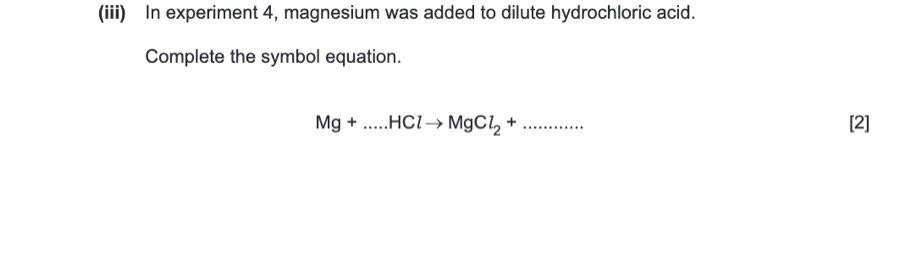 (iii) In experiment 4, magnesium was added to dilute hydrochloric acid.
Complete the symbol equation.
Mg + .....HCl → MgCl₂ + ............ [2]